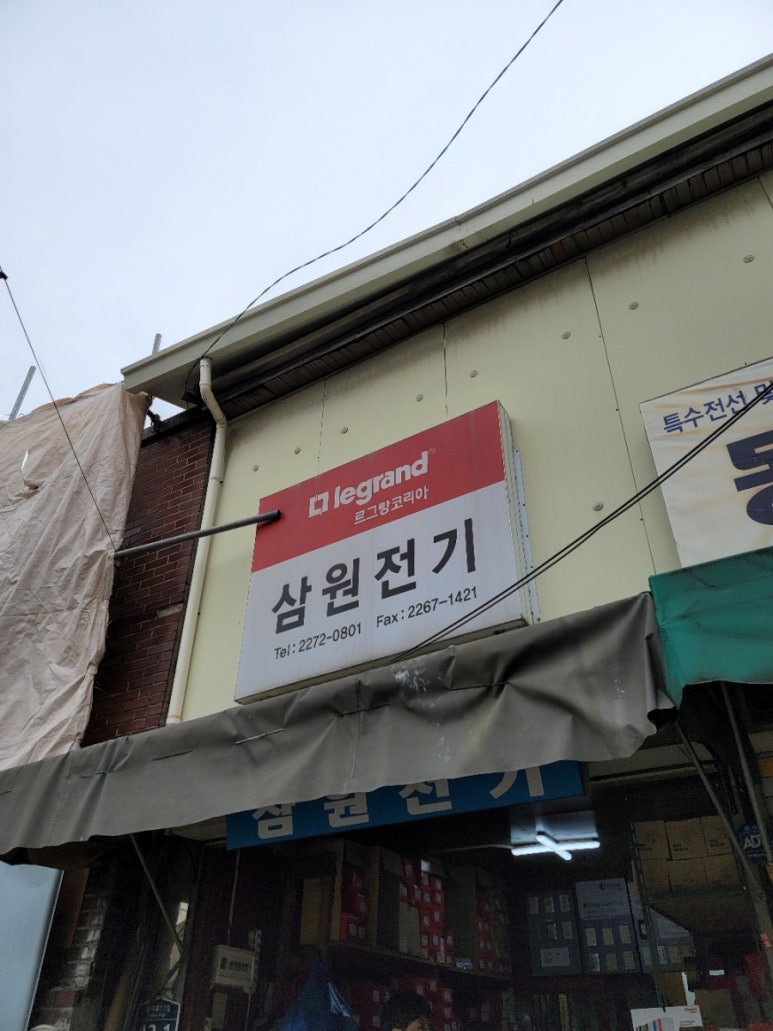 legrand
르그랑코리아
삼원전기
Tel : 2272-0801 Fax : 2267-1421
특수전선 및
삼원전기